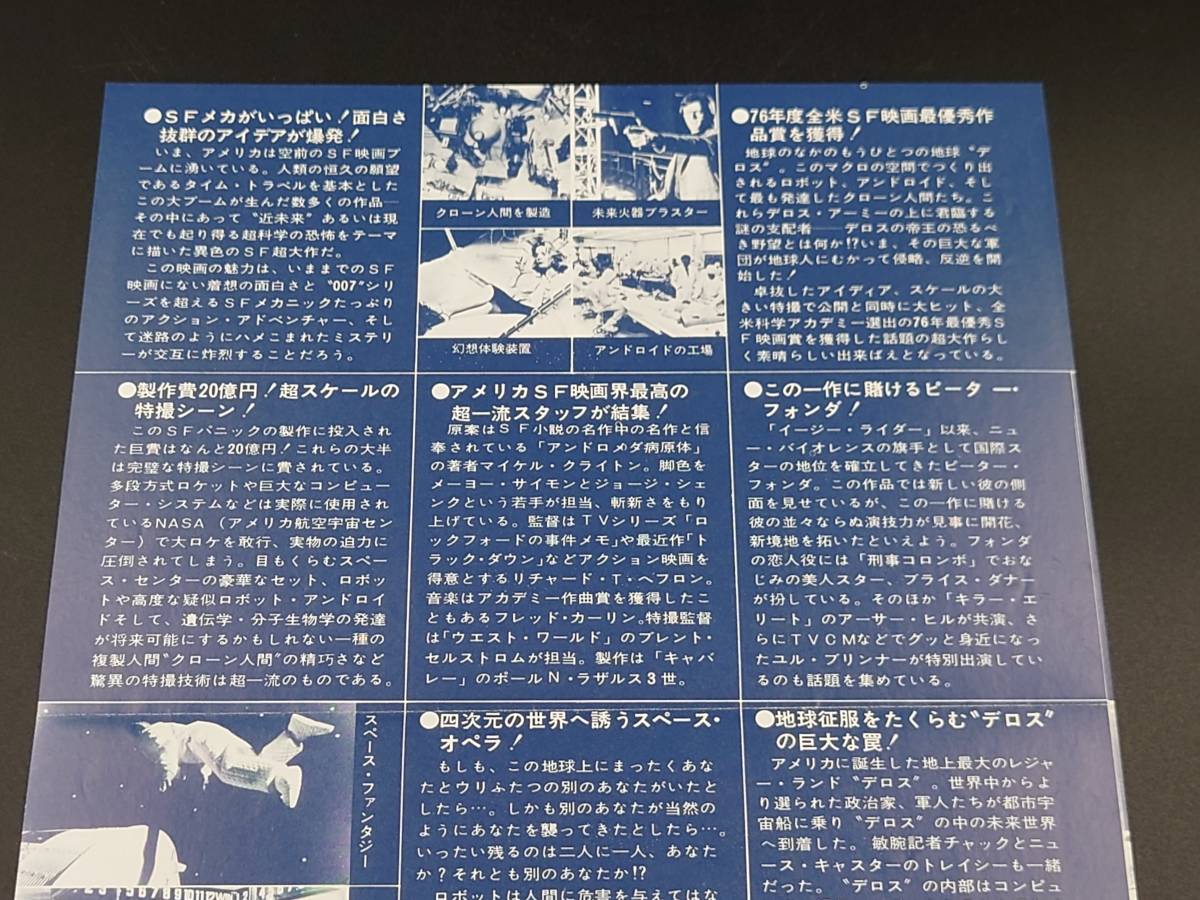 ●SFメカがいっぱい！面白さ
抜群のアイデアが爆発！
いま、アメリカは空前のSF映画ブ
ームに湧いている。人類の恒久の願望
であるタイム・トラベルを基本とした
この大ブームが生んだ数多くの作品─
その中にあって〝近未来〟あるいは現
在でも起り得る超科学の恐怖をテーマ
に描いた異色のSF超大作だ。
この映画の魅力は、いままでのSF
映画にない着想の面白さと〝007〟シリ
ーズを超えるSFメカニックたっぷり
のアクション・アドベンチャー、そし
て迷路のようにハメこまれたミステリ
ーが交互に炸烈することだろう。
クローン人間を製造
未来火器ブラスター
幻想体験装置
アンドロイドの工場
●76年度全米SF映画最優秀作
品賞を獲得！
地球のなかのもうひとつの地球〝デ
ロス〟。このマクロの空間でつくり出
されるロボット、アンドロイド、そし
て最も発達したクローン人間たち。こ
れらデロス・アーミーの上に君臨する
謎の支配者──デロスの帝王の恐るべ
き野望とは何か!?いま、その巨大な軍
団が地球人にむかって侵略、反逆を開
始した！
卓抜したアイディア、スケールの大
きい特撮で公開と同時に大ヒット、全
米科学アカデミー選出の76年最優秀S
F映画賞を獲得した話題の超大作らし
く素晴らしい出来ばえとなっている。
●製作費20億円！超スケールの
特撮シーン！
このSFパニックの製作に投入され
た巨費はなんと20億円！これらの大半
は完璧な特撮シーンに費されている。
多段方式ロケットや巨大なコンピュー
ター・システムなどは実際に使用され
ているNASA（アメリカ航空宇宙セン
ター）で大ロケを敢行、実物の迫力に
圧倒されてしまう。目もくらむスペー
ス・センターの豪華なセット、ロボッ
トや高度な疑似ロボット・アンドロイ
ドそして、遺伝学・分子生物学の発達
が将来可能にするかもしれない一種の
複製人間〝クローン人間〟の精巧さなど
驚異の特撮技術は超一流のものである。
●アメリカSF映画界最高の
超一流スタッフが結集！
原案はSF小説の名作中の名作と信
奉されている「アンドロメダ病原体」
の著者マイケル・クライトン。脚色を
メーヨー・サイモンとジョージ・シェ
ンクという若手が担当、斬新さをもり
上げている。監督はTVシリーズ「ロ
ックフォードの事件メモ」や最近作「ト
ラック・ダウン」などアクション映画を
得意とするリチャード・T・ヘフロン。
音楽はアカデミー作曲賞を獲得したこ
ともあるフレッド・カーリン。特撮監督
は「ウエスト・ワールド」のブレント・
セルストロムが担当。製作は「キャバ
レー」のポールN・ラザルス3世。
●この一作に賭けるピーター・
フォンダ！
「イージー・ライダー」以来、ニュ
ー・バイオレンスの旗手として国際ス
ターの地位を確立してきたピーター・
フォンダ。この作品では新しい彼の側
面を見せているが、この一作に賭ける
彼の並々ならぬ演技力が見事に開花、
新境地を拓いたといえよう。フォンダ
の恋人役には「刑事コロンボ」でおな
じみの美人スター、ブライス・ダナー
が扮している。そのほか「キラー・エ
リート」のアーサー・ヒルが共演、さ
らにTVCMなどでグッと身近になっ
たユル・ブリンナーが特別出演してい
るのも話題を集めている。
スペース・ファンタジー
●四次元の世界へ誘うスペース・
オペラ！
もしも、この地球上にまったくあな
たとウリふたつの別のあなたがいたと
したら…。しかも別のあなたが当然の
ようにあなたを襲ってきたとしたら…。
いったい残るのは二人に一人、あなた
か？それとも別のあなたか!?
ロボットは人間に危害を与えてはな
●地球征服をたくらむ〝デロス〟
の巨大な罠！
アメリカに誕生した地上最大のレジャ
ー・ランド〝デロス〟。世界中からよ
り選られた政治家、軍人たちが都市宇
宙船に乗り〝デロス〟の中の未来世界
へ到着した。敏腕記者チャックとニュ
ース・キャスターのトレイシーも一緒
だった。〝デロス〟の内部はコンピュ